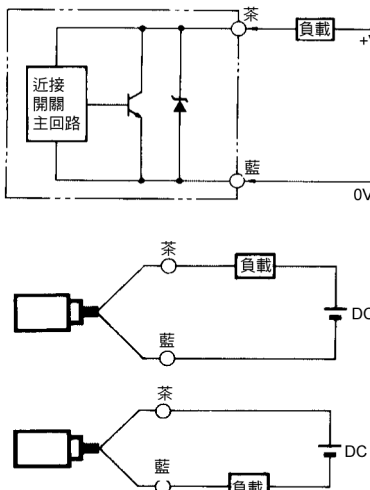 茶
負載
+V
近接
開關
主回路
藍
0V
茶
負載
DC
藍
茶
DC
藍
負載